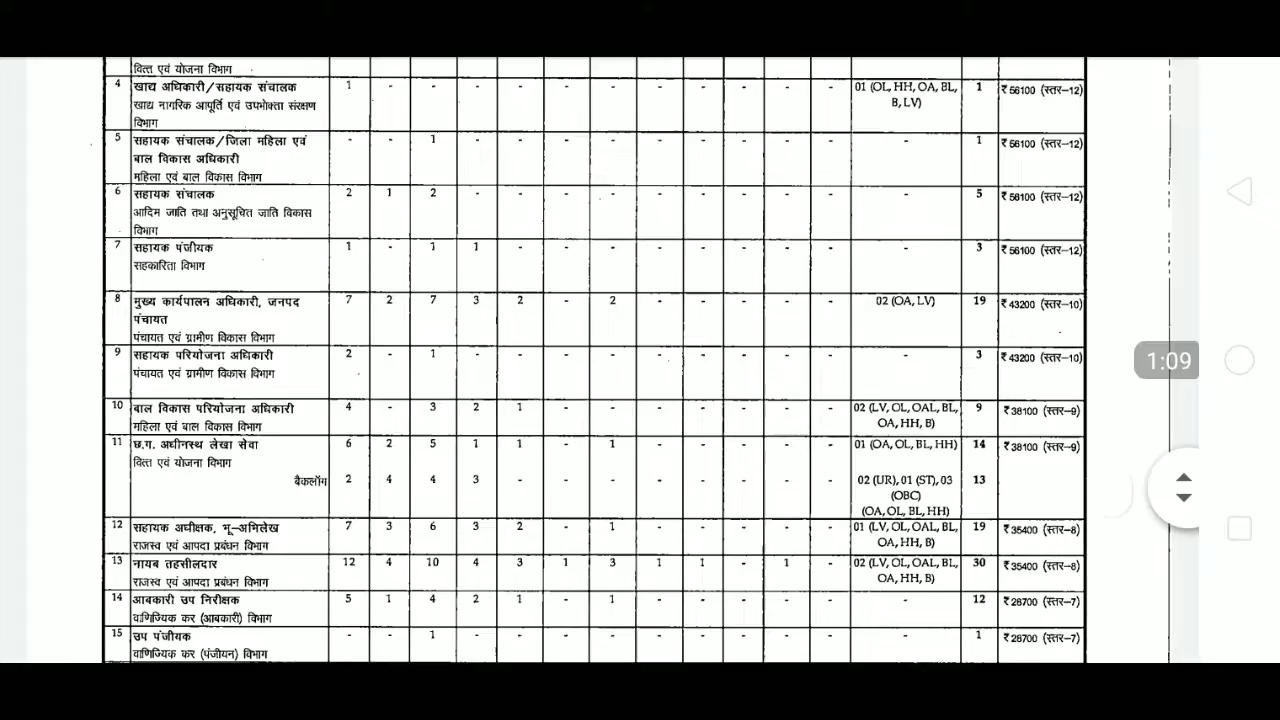 वित्त एवं योजना विभाग
4 खाद्य अधिकारी/सहायक संचालक 1 - - - - - - - - - - - 01 (OL, HH, OA, BL, 1 ₹ 56100 (स्तर–12)
खाद्य नागरिक आपूर्ति एवं उपभोक्ता संरक्षण B, LV)
विभाग
5 सहायक संचालक/जिला महिला एवं - - 1 - - - - - - - - - - 1 ₹ 56100 (स्तर–12)
बाल विकास अधिकारी
महिला एवं बाल विकास विभाग
6 सहायक संचालक 2 1 2 - - - - - - - - - - 5 ₹ 56100 (स्तर–12)
आदिम जाति तथा अनुसूचित जाति विकास
विभाग
7 सहायक पंजीयक 1 - 1 1 - - - - - - - - - 3 ₹ 56100 (स्तर–12)
सहकारिता विभाग
8 मुख्य कार्यपालन अधिकारी, जनपद 7 2 7 3 2 - 2 - - - - - 02 (OA, LV) 19 ₹ 43200 (स्तर–10)
पंचायत
पंचायत एवं ग्रामीण विकास विभाग
9 सहायक परियोजना अधिकारी 2 - 1 - - - - - - - - - - 3 ₹ 43200 (स्तर–10)
पंचायत एवं ग्रामीण विकास विभाग
1:09
10 बाल विकास परियोजना अधिकारी 4 - 3 2 1 - - - - - - - 02 (LV, OL, OAL, BL, 9 ₹ 38100 (स्तर–9)
महिला एवं बाल विकास विभाग OA, HH, B)
11 छ.ग. अधीनस्थ लेखा सेवा 6 2 5 1 1 - 1 - - - - - 01 (OA, OL, BL, HH) 14 ₹ 38100 (स्तर–9)
वित्त एवं योजना विभाग
बैकलॉग 2 4 4 3 - - - - - - - - 02 (UR), 01 (ST), 03 13
(OBC)
(OA, OL, BL, HH)
12 सहायक अधीक्षक, भू–अभिलेख 7 3 6 3 2 - 1 - - - - - 01 (LV, OL, OAL, BL, 19 ₹ 35400 (स्तर–8)
राजस्व एवं आपदा प्रबंधन विभाग OA, HH, B)
13 नायब तहसीलदार 12 4 10 4 3 1 3 1 1 - 1 - 02 (LV, OL, OAL, BL, 30 ₹ 35400 (स्तर–8)
राजस्व एवं आपदा प्रबंधन विभाग OA, HH, B)
14 आबकारी उप निरीक्षक 5 1 4 2 1 - 1 - - - - - - 12 ₹ 28700 (स्तर–7)
वाणिज्यिक कर (आबकारी) विभाग
15 उप पंजीयक - - 1 - - - - - - - - - - 1 ₹ 28700 (स्तर–7)
वाणिज्यिक कर (पंजीयन) विभाग